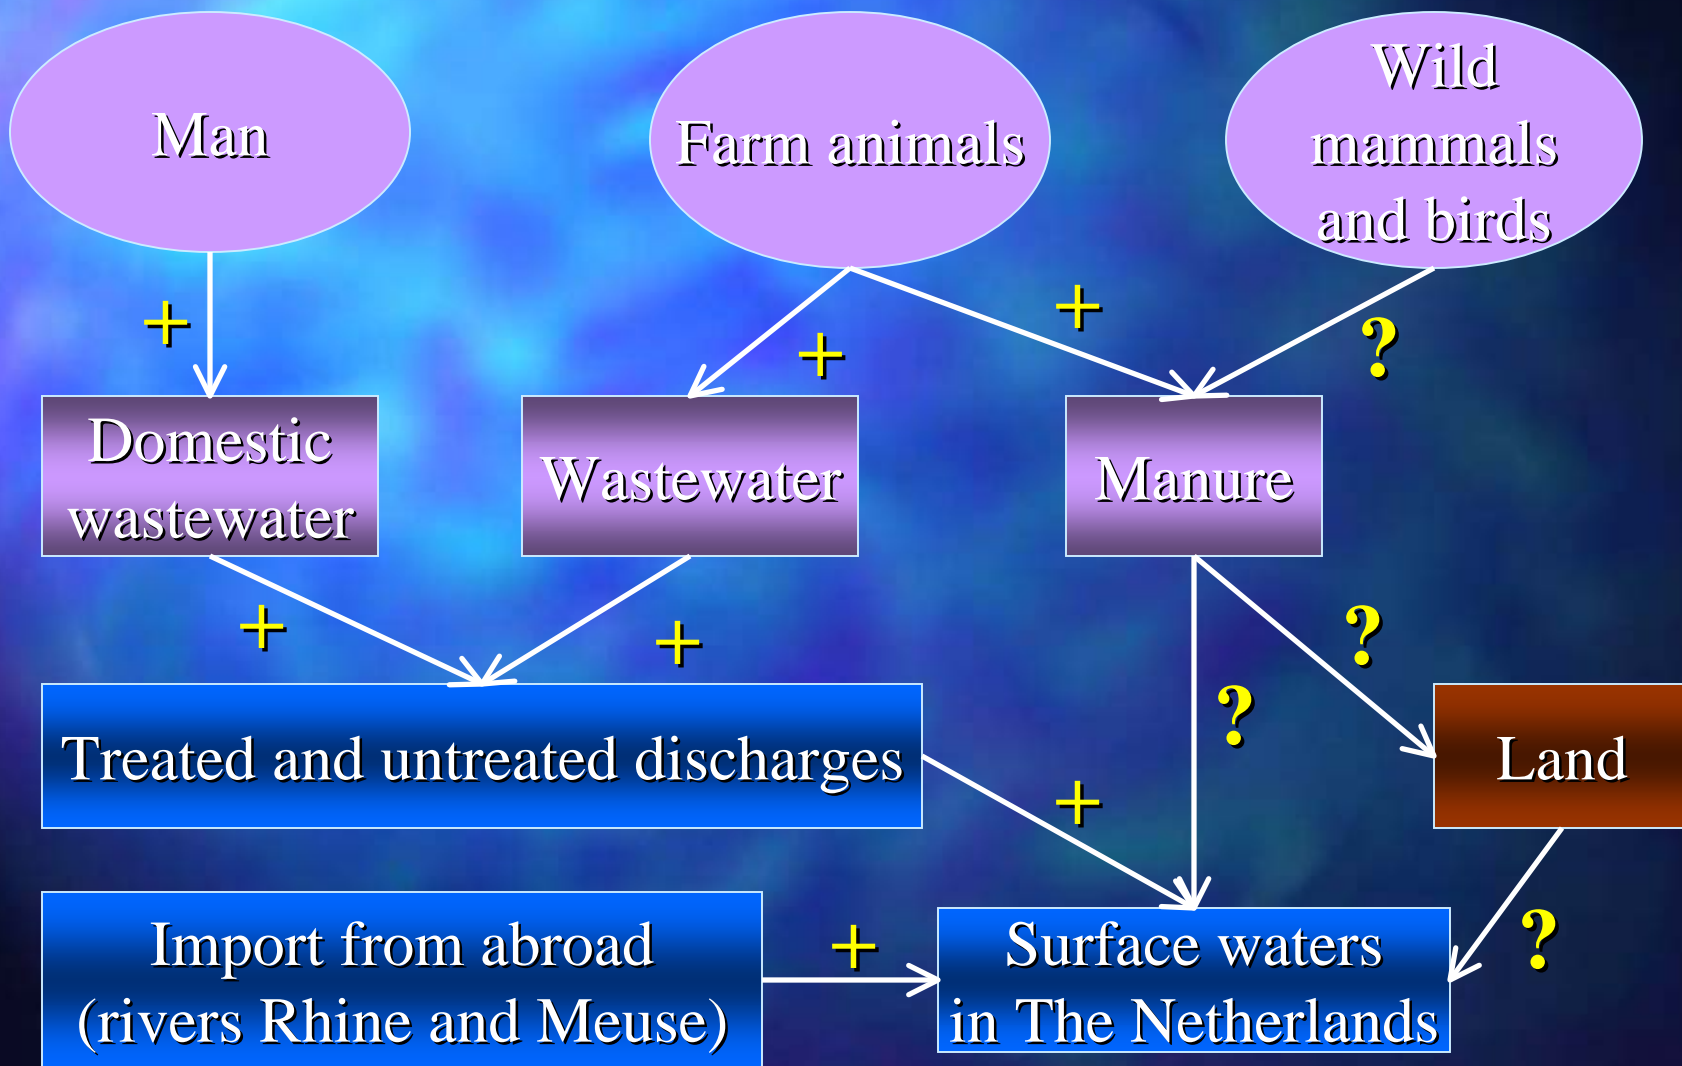 Man
Farm animals
Wild
mammals
and birds
+
+
+
?
Domestic
wastewater
Wastewater
Manure
+
+
?
?
Treated and untreated discharges
Land
+
Import from abroad
(rivers Rhine and Meuse)
+
Surface waters
in The Netherlands
?